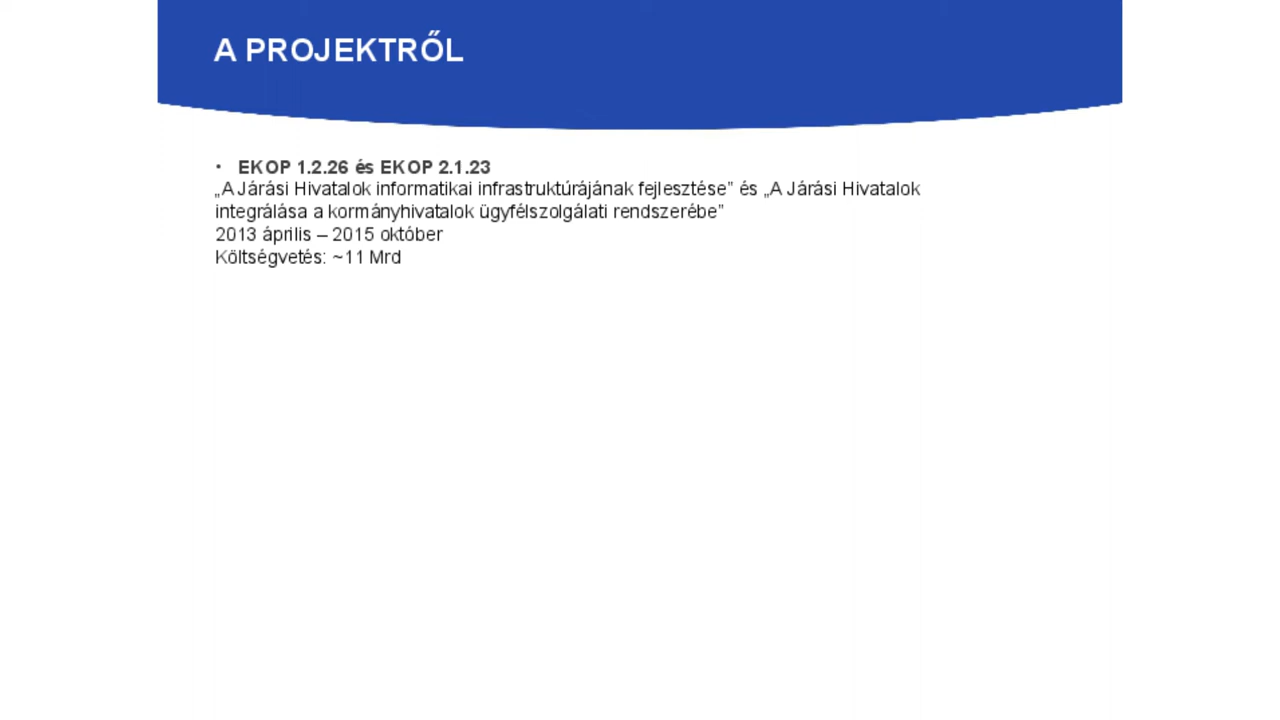 A PROJEKTRŐL
• EKOP 1.2.26 és EKOP 2.1.23
„A Járási Hivatalok informatikai infrastruktúrájának fejlesztése” és „A Járási Hivatalok
integrálása a kormányhivatalok ügyfélszolgálati rendszerébe”
2013 április – 2015 október
Költségvetés: ~11 Mrd